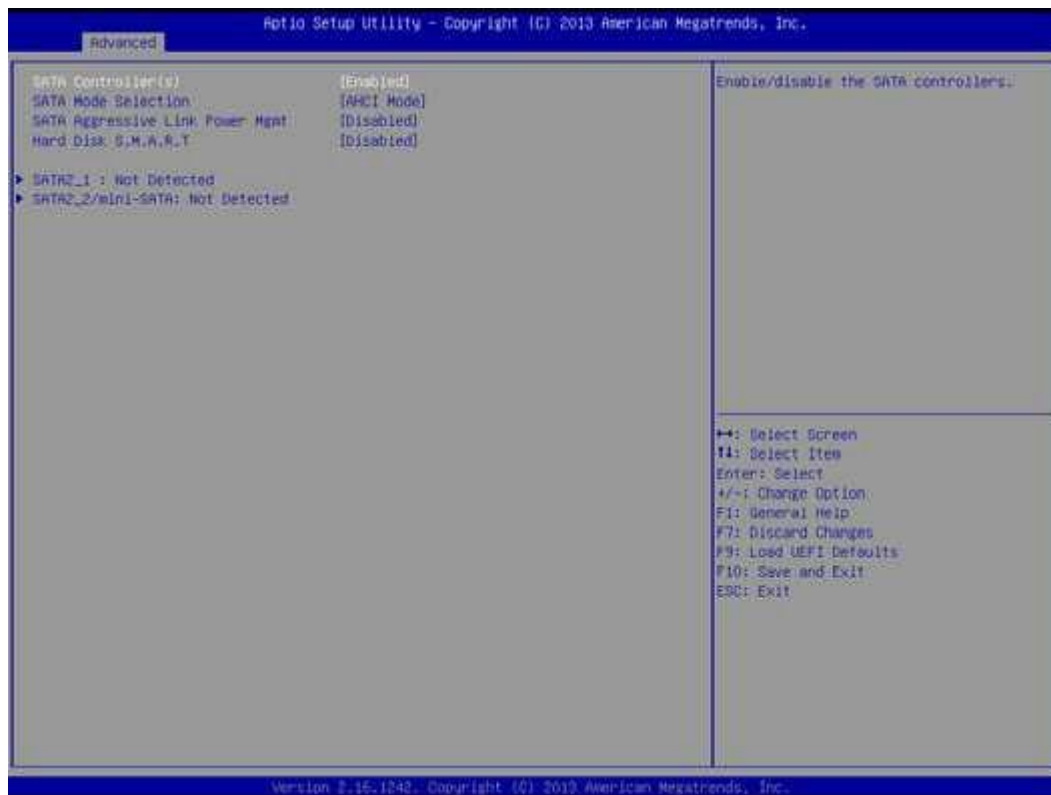 Aptio Setup Utility - Copyright (C) 2013 American Megatrends, Inc.
Advanced
SATA Controller(s) [Enabled]
SATA Mode Selection [AHCI Mode]
SATA Aggressive Link Power Mgmt [Disabled]
Hard Disk S.M.A.R.T [Disabled]
► SATA2_1 : Not Detected
► SATA2_2/mini-SATA: Not Detected
Enable/disable the SATA controllers.
↔: Select Screen
↑↓: Select Item
Enter: Select
+/-: Change Option
F1: General Help
F7: Discard Changes
F9: Load UEFI Defaults
F10: Save and Exit
ESC: Exit
Version 2.16.1242. Copyright (C) 2013 American Megatrends, Inc.